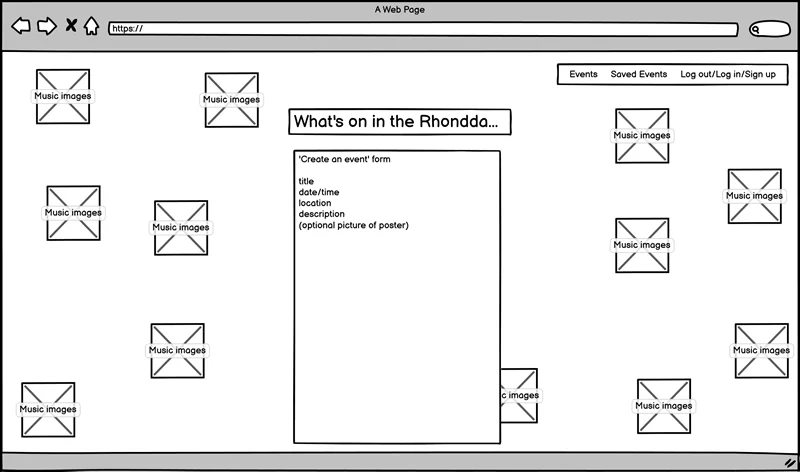 A Web Page
https://
Events Saved Events Log out/Log in/Sign up
Music images
Music images
What's on in the Rhondda...
Music images
'Create an event' form
title
date/time
location
description
(optional picture of poster)
Music images
Music images
Music images
Music images
Music images
Music images
c images
Music images
Music images